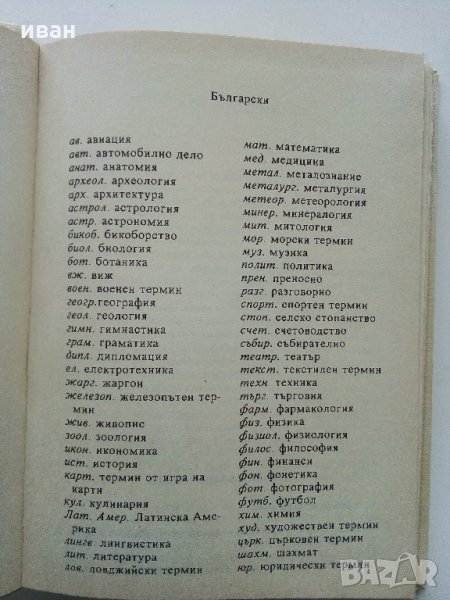 иван
Български
ав. авиация
авт. автомобилно дело
анат. анатомия
археол. археология
арх. архитектура
астрол. астрология
астр. астрономия
бикоб. бикоборство
биол. биология
бот. ботаника
вж. виж
воен. военен термин
геогр.география
геол. геология
гимн. гимнастика
грам. граматика
дипл. дипломация
ел. електротехника
жарг. жаргон
железоп. железопътен тер-
мин
жив. живопис
зоол. зоология
икон. икономика
ист. история
карт. термин от игра на
карти
кул. кулинария
Лат. Амер. Латинска Аме-
рика
лингв. лингвистика
лит. литература
лов. ловджийски термин
мат. математика
мед. медицина
метал. металознание
металург. металургия
метеор. метеорология
минер. минералогия
мит. митология
мор. морски термин
муз. музика
полит. политика
прен. преносно
разг. разговорно
спорт. спортен термин
стоп. селско стопанство
счет. счетоводство
събир. събирателно
театр. театър
текст. текстилен термин
техн. техника
търг. търговия
фарм. фармакология
физ. физика
физиол. физиология
филос. философия
фин. финанси
фон. фонетика
фот. фотография
футб. футбол
хим. химия
худ. художествен термин
църк. църковен термин
шахм. шахмат
юр. юридически термин
BAZAR